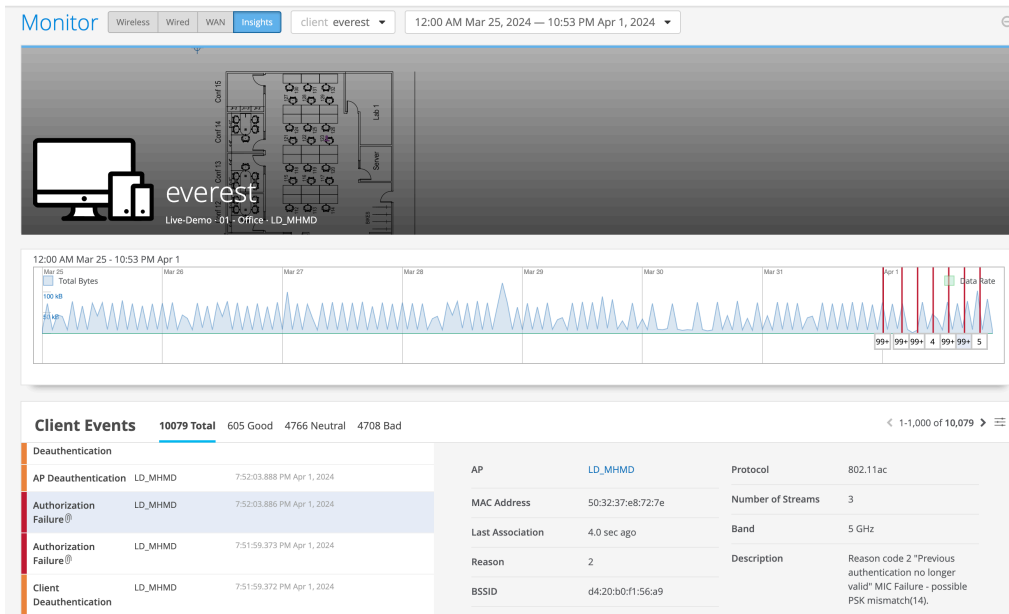 Monitor Wireless Wired WAN Insights client everest 12:00 AM Mar 25, 2024 — 10:53 PM Apr 1, 2024
Conf 15
Conf 14
Conf 13
Lab 1
Server
everest
Live-Demo · 01 - Office · LD_MHMD
12:00 AM Mar 25 - 10:53 PM Apr 1
Mar 25 Mar 26 Mar 27 Mar 28 Mar 29 Mar 30 Mar 31 Apr 1
Total Bytes Data Rate
100 kB
50 kB
99+ 99+ 99+ 4 99+ 99+ 5
Client Events 10079 Total 605 Good 4766 Neutral 4708 Bad 1-1,000 of 10,079
Deauthentication
AP Deauthentication LD_MHMD 7:52:03.888 PM Apr 1, 2024
Authorization Failure LD_MHMD 7:52:03.886 PM Apr 1, 2024
Authorization Failure LD_MHMD 7:51:59.373 PM Apr 1, 2024
Client Deauthentication LD_MHMD 7:51:59.372 PM Apr 1, 2024
AP LD_MHMD
MAC Address 50:32:37:e8:72:7e
Last Association 4.0 sec ago
Reason 2
BSSID d4:20:b0:f1:56:a9
Protocol 802.11ac
Number of Streams 3
Band 5 GHz
Description Reason code 2 "Previous
authentication no longer
valid" MIC Failure - possible
PSK mismatch(14).